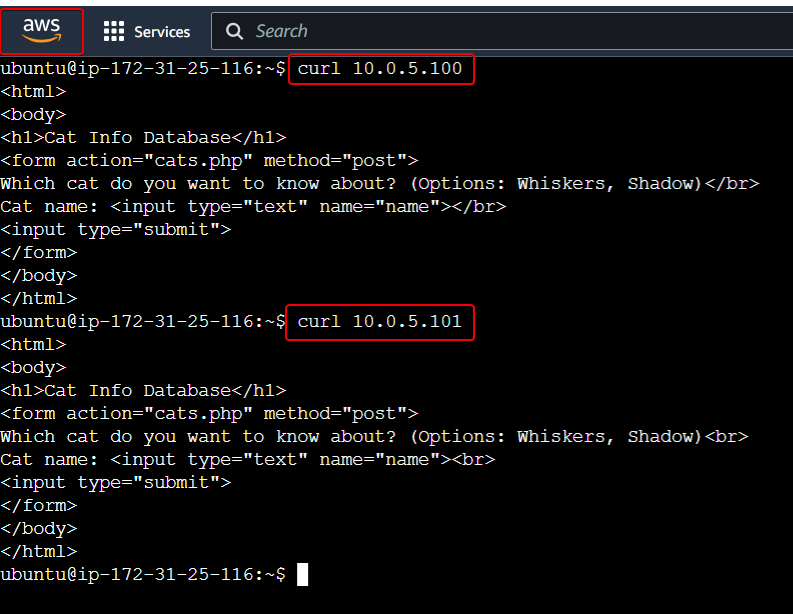 aws Services Search
ubuntu@ip-172-31-25-116:~$ curl 10.0.5.100
<html>
<body>
<h1>Cat Info Database</h1>
<form action="cats.php" method="post">
Which cat do you want to know about? (Options: Whiskers, Shadow)</br>
Cat name: <input type="text" name="name"></br>
<input type="submit">
</form>
</body>
</html>
ubuntu@ip-172-31-25-116:~$ curl 10.0.5.101
<html>
<body>
<h1>Cat Info Database</h1>
<form action="cats.php" method="post">
Which cat do you want to know about? (Options: Whiskers, Shadow)<br>
Cat name: <input type="text" name="name"><br>
<input type="submit">
</form>
</body>
</html>
ubuntu@ip-172-31-25-116:~$